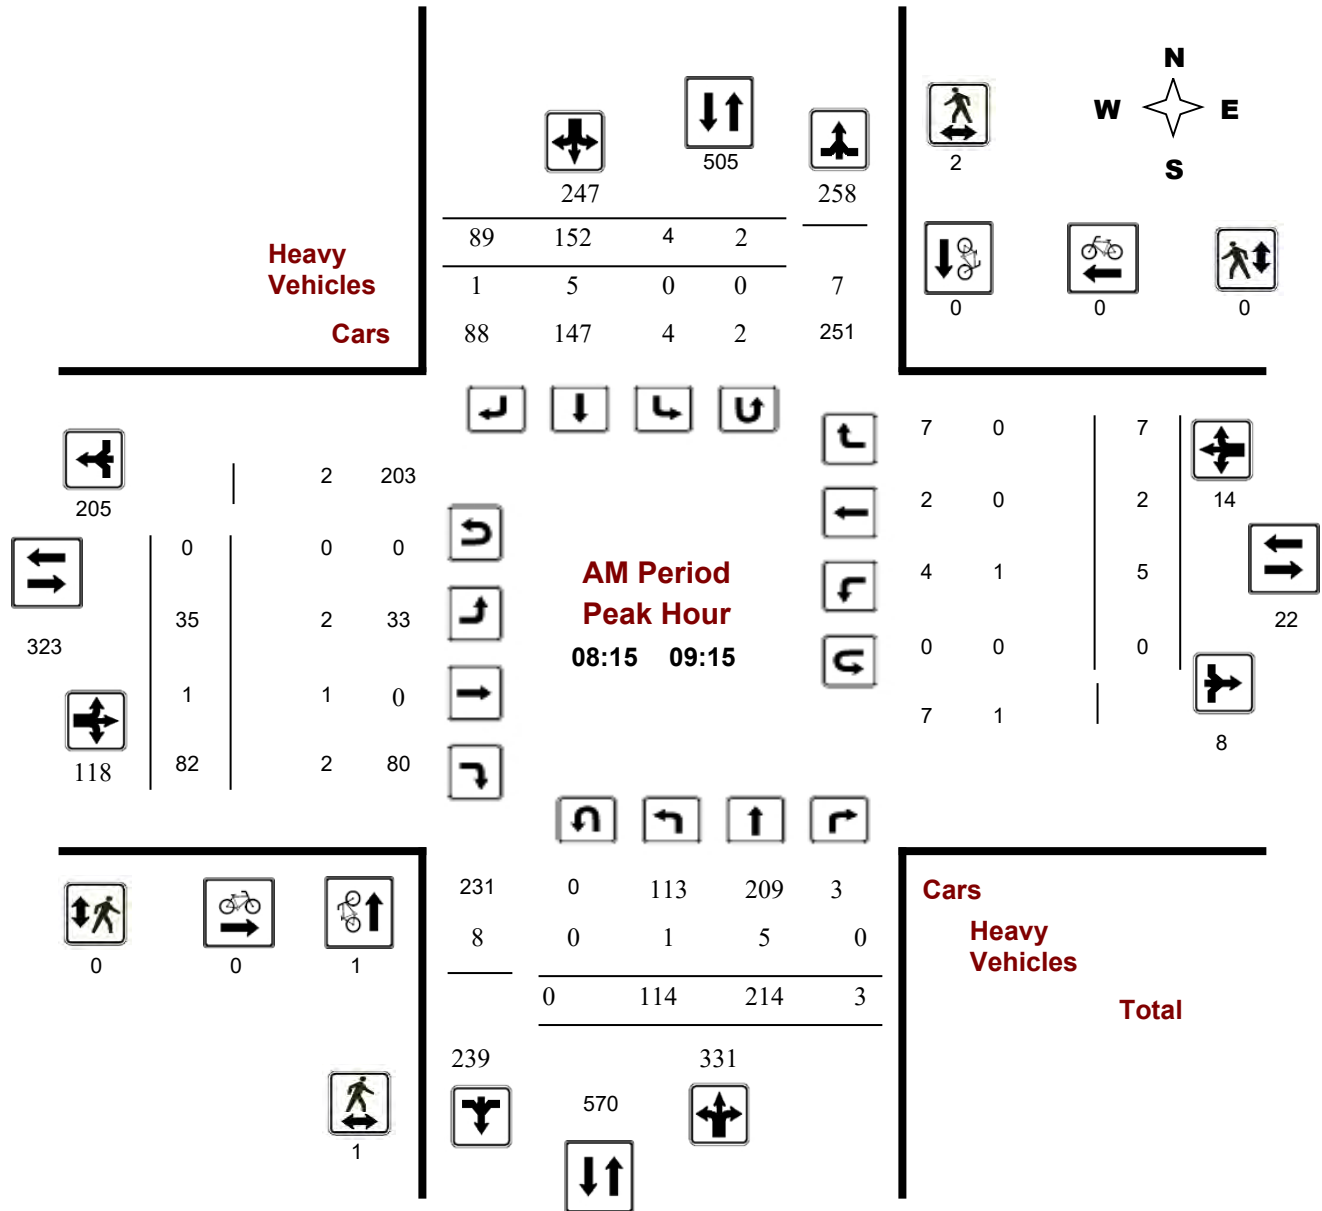 N
W E
S
505
2
247 258
89 152 4 2
Heavy
Vehicles
1 5 0 0 7
0 0 0
Cars
88 147 4 2 251
7 0 7
2 203
205
2 0 2 14
0 0 0
AM Period
4 1 5
Peak Hour
35 2 33
22
323
08:15 09:15
0 0 0
1 1 0
7 1
8
118 82 2 80
231 0 113 209 3
Cars
8 0 1 5 0
Heavy
Vehicles
0 0 1
0 114 214 3
Total
239 331
570
1